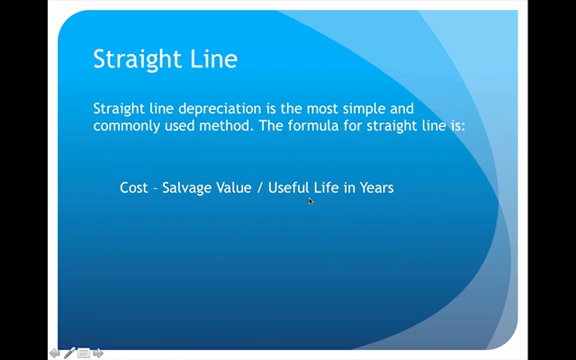 Straight Line
Straight line depreciation is the most simple and
commonly used method. The formula for straight line is:
Cost – Salvage Value / Useful Life in Years